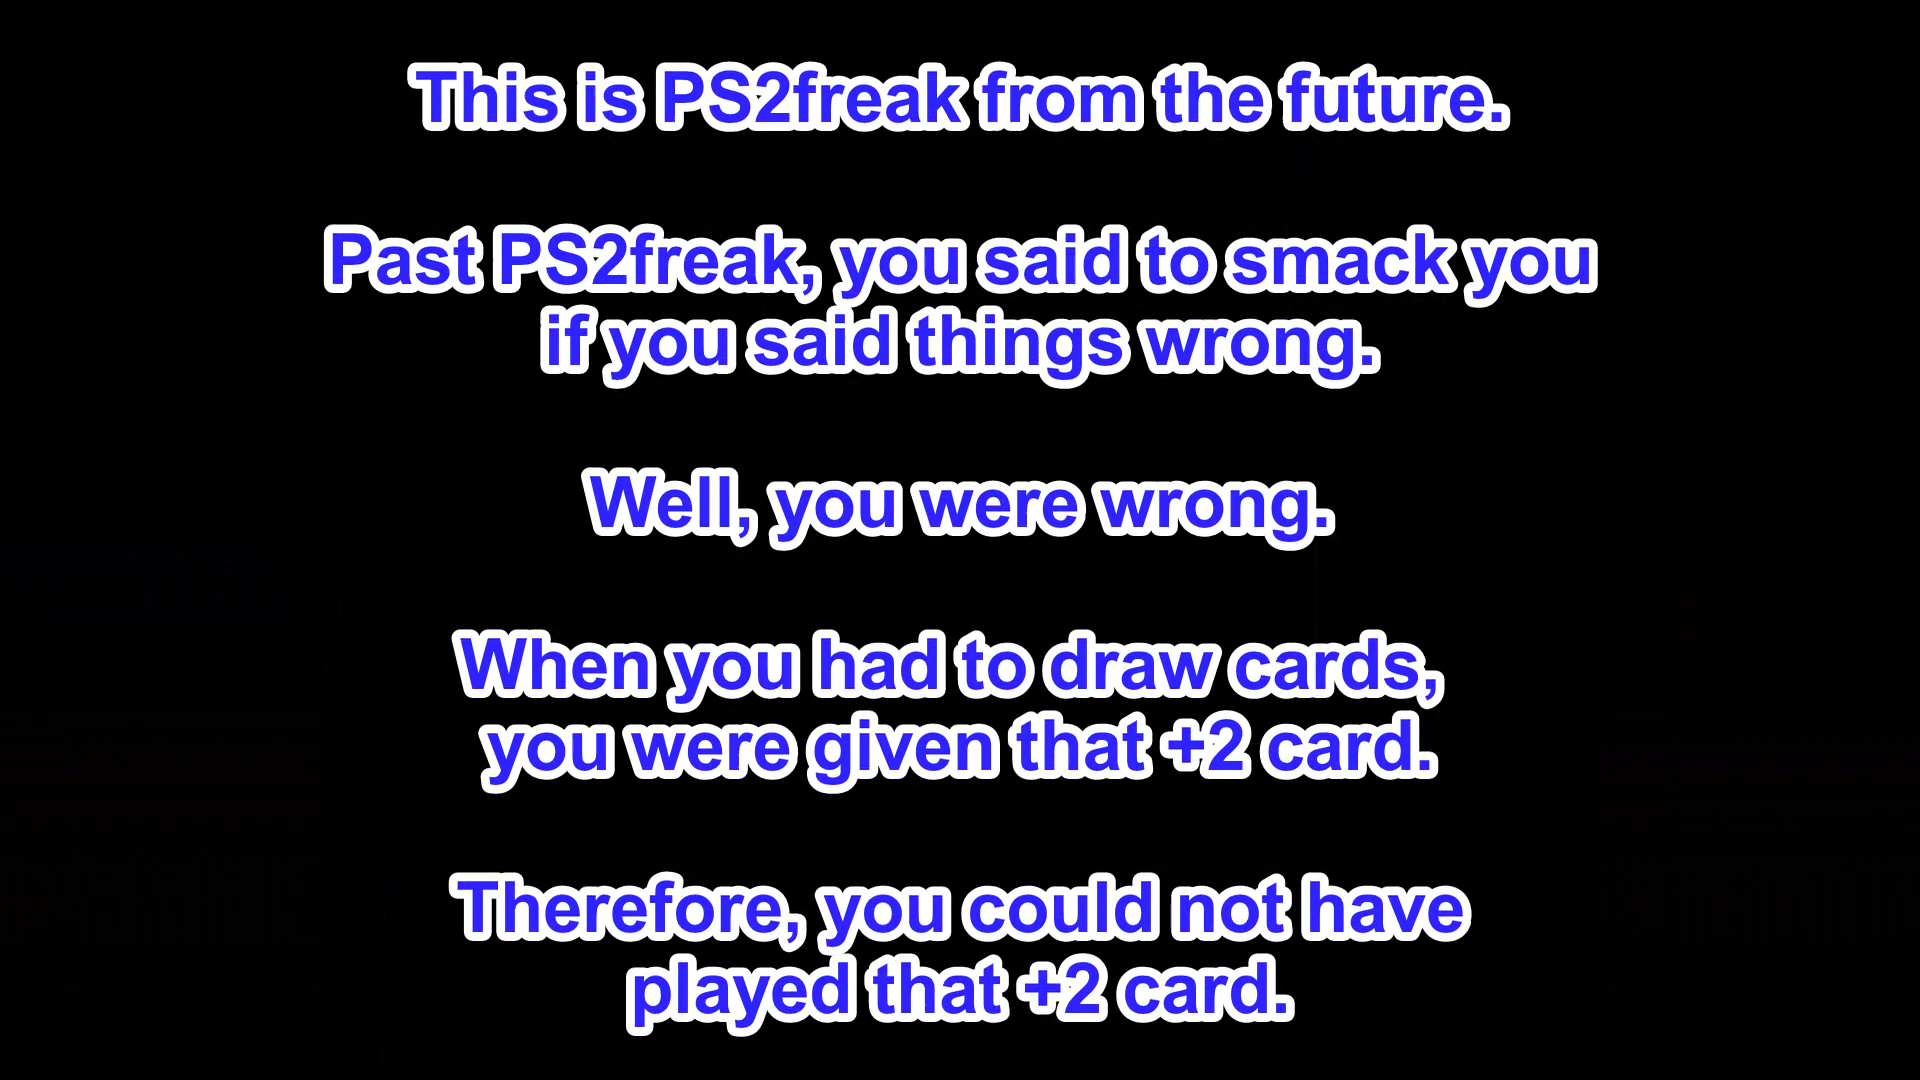 This is PS2freak from the future.
Past PS2freak, you said to smack you
if you said things wrong.
Well, you were wrong.
When you had to draw cards,
you were given that +2 card.
Therefore, you could not have
played that +2 card.